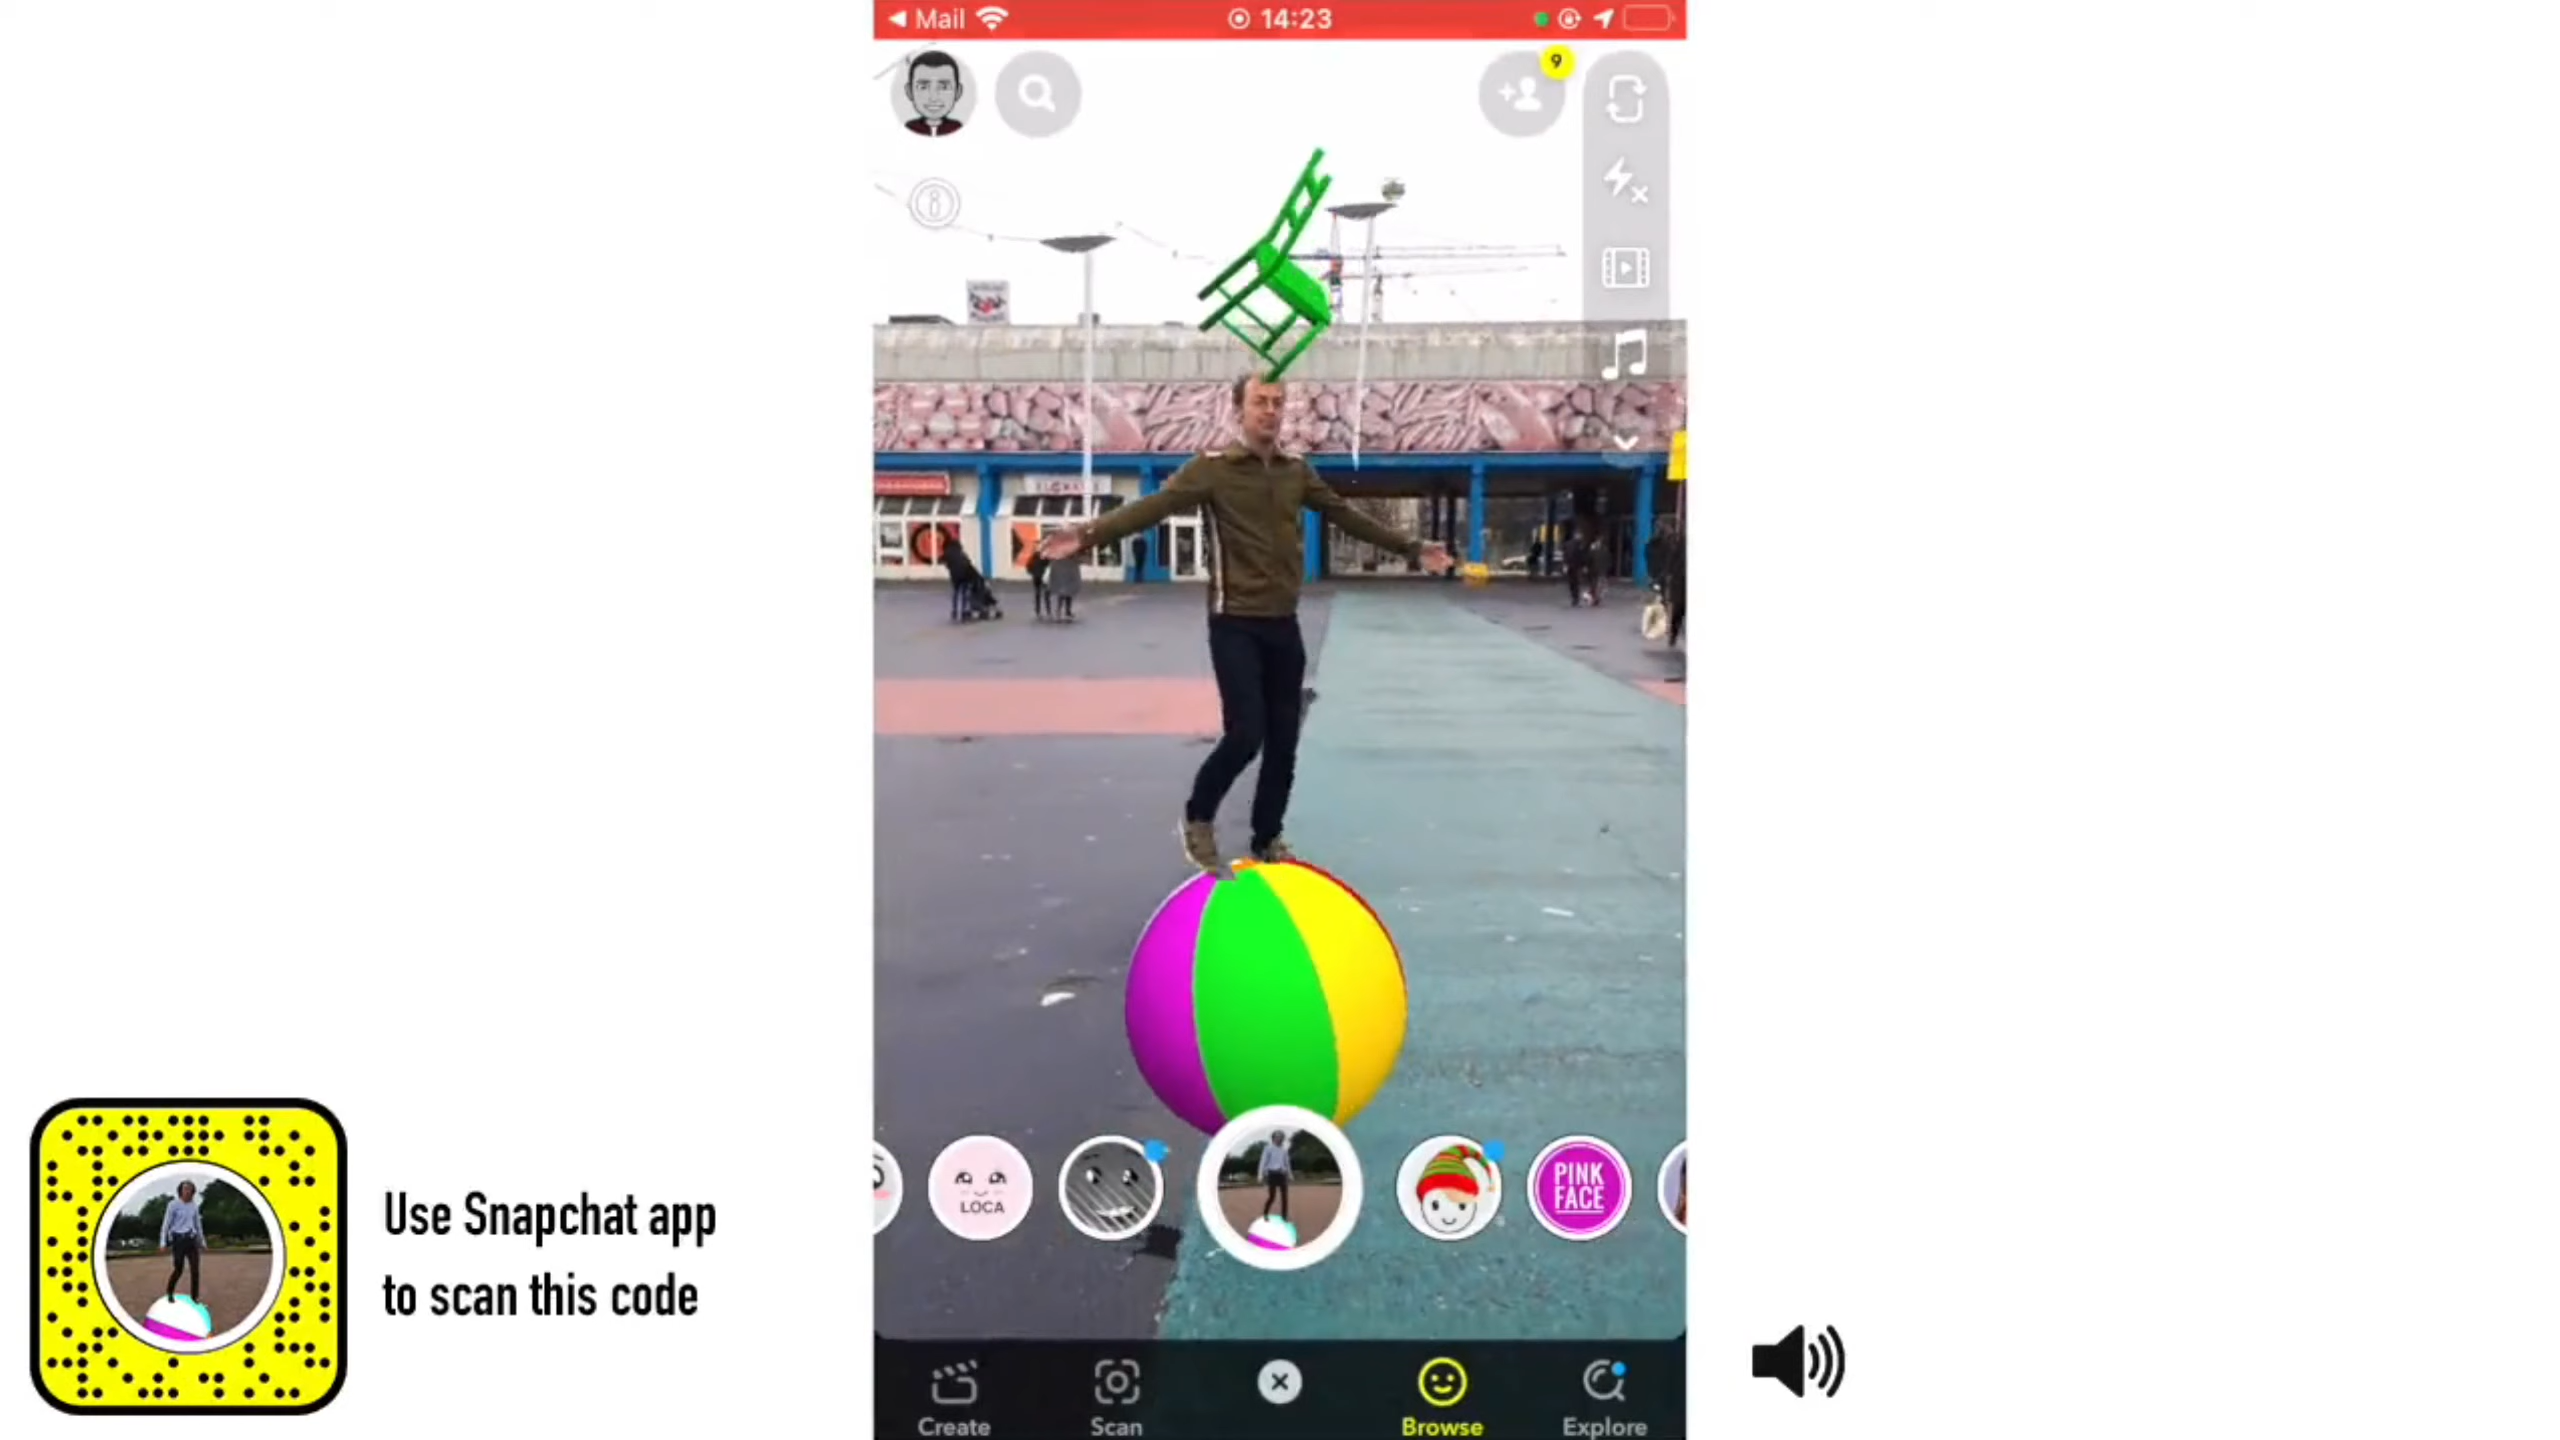 Mail
14:23
9
LOCA
PINK
FACE
Use Snapchat app
to scan this code
Create
Scan
Browse
Explore